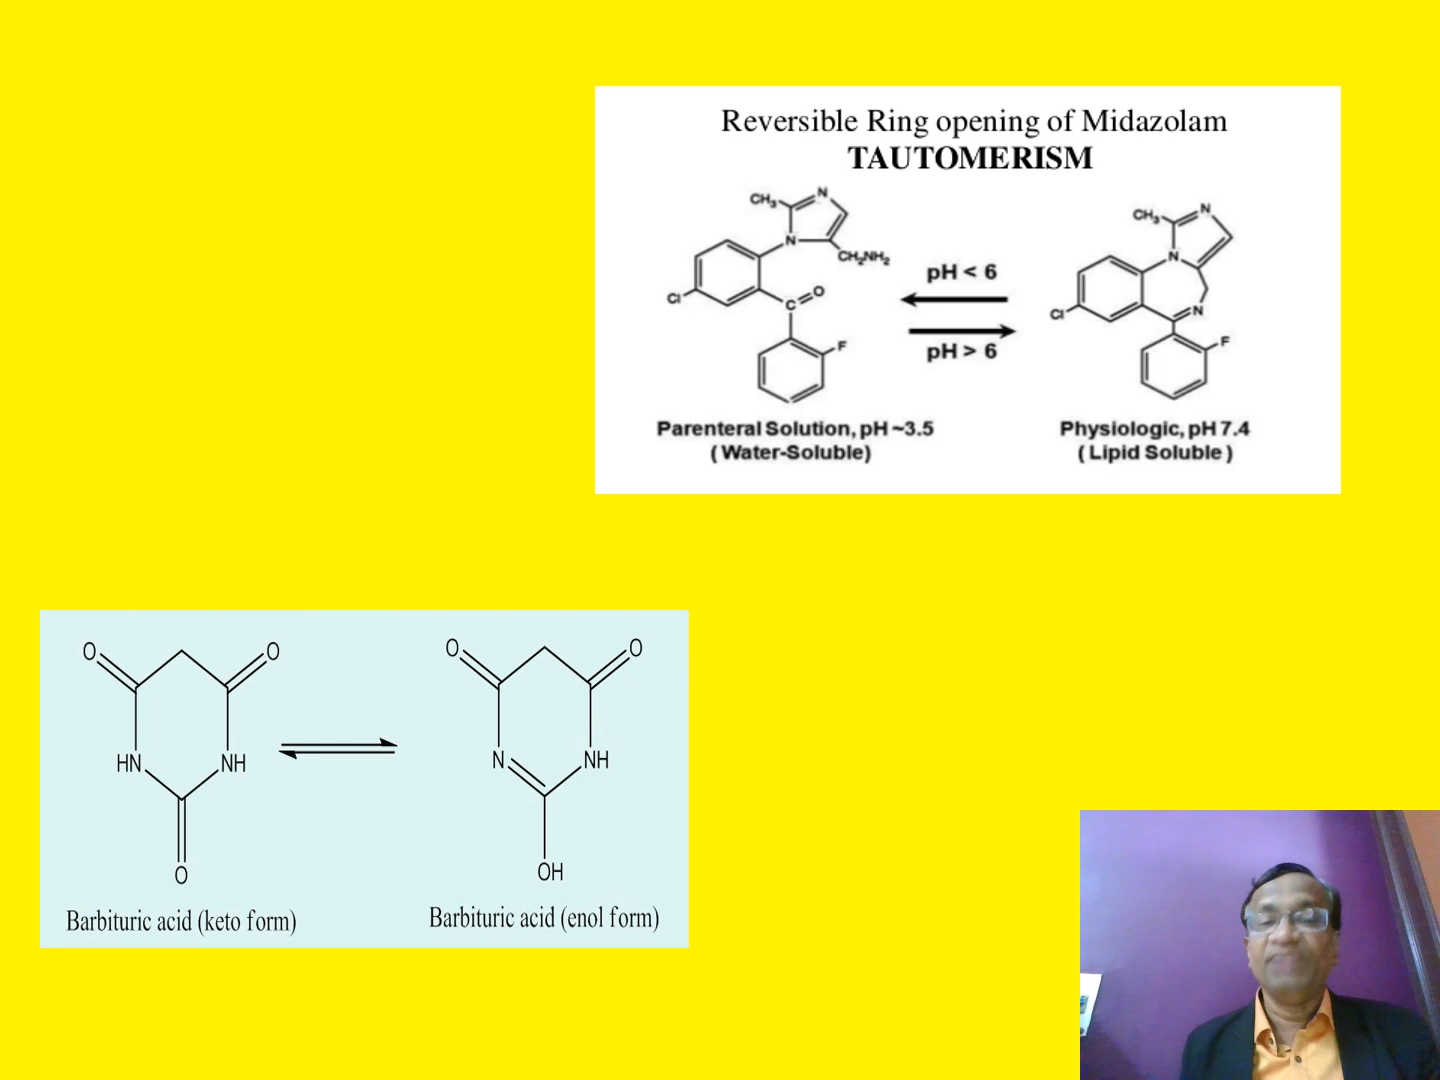 Reversible Ring opening of Midazolam
TAUTOMERISM
CH₃ N
N
CH₂NH₂
Cl
C O
F
pH < 6
pH > 6
CH₃ N
N
Cl
N
F
Parenteral Solution, pH ~3.5
( Water-Soluble)
Physiologic, pH 7.4
( Lipid Soluble )
O O
HN NH
O
Barbituric acid (keto form)
O O
N NH
OH
Barbituric acid (enol form)